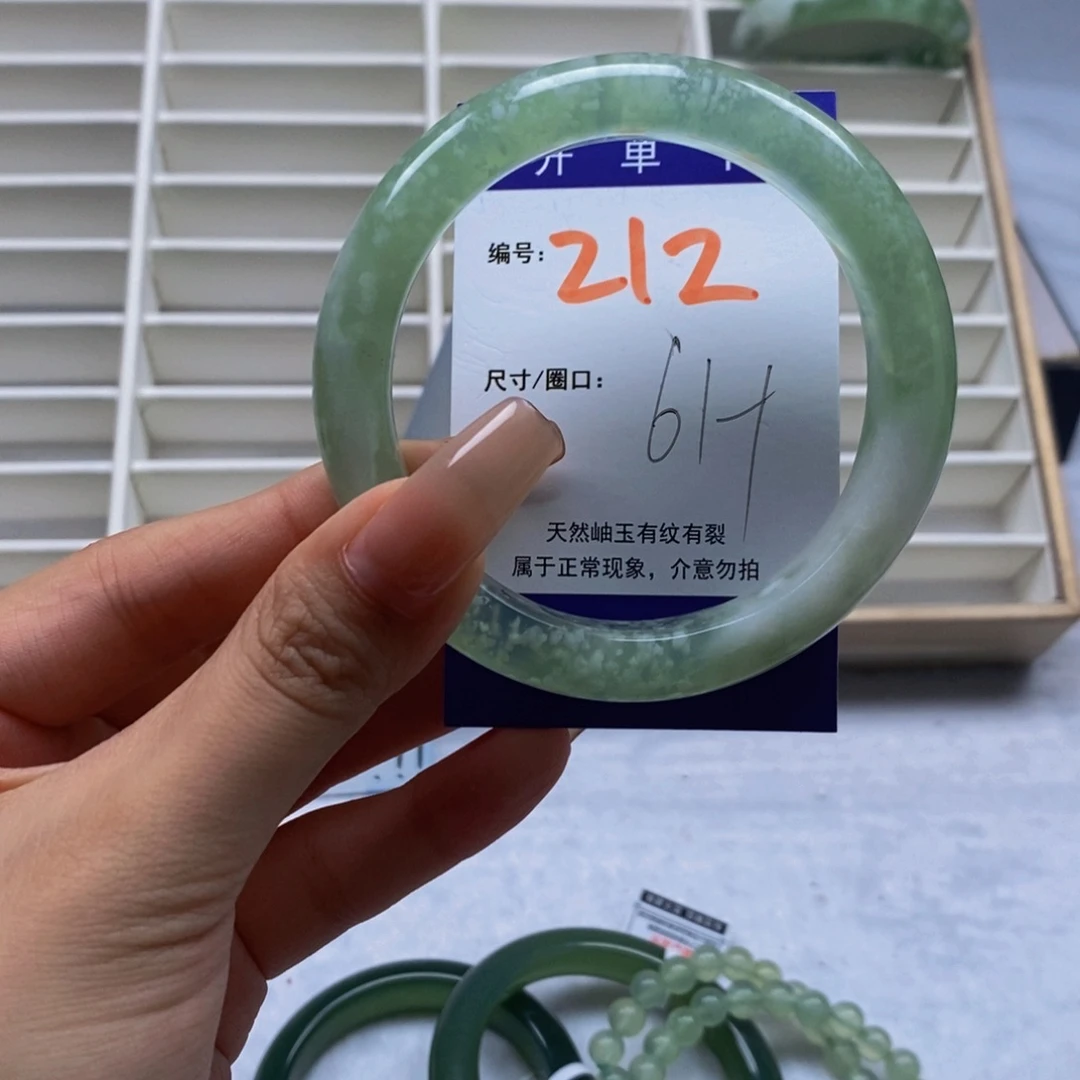 开单卡
编号: 212
尺寸/圈口: 61+
天然岫玉有纹有裂
属于正常现象，介意勿拍